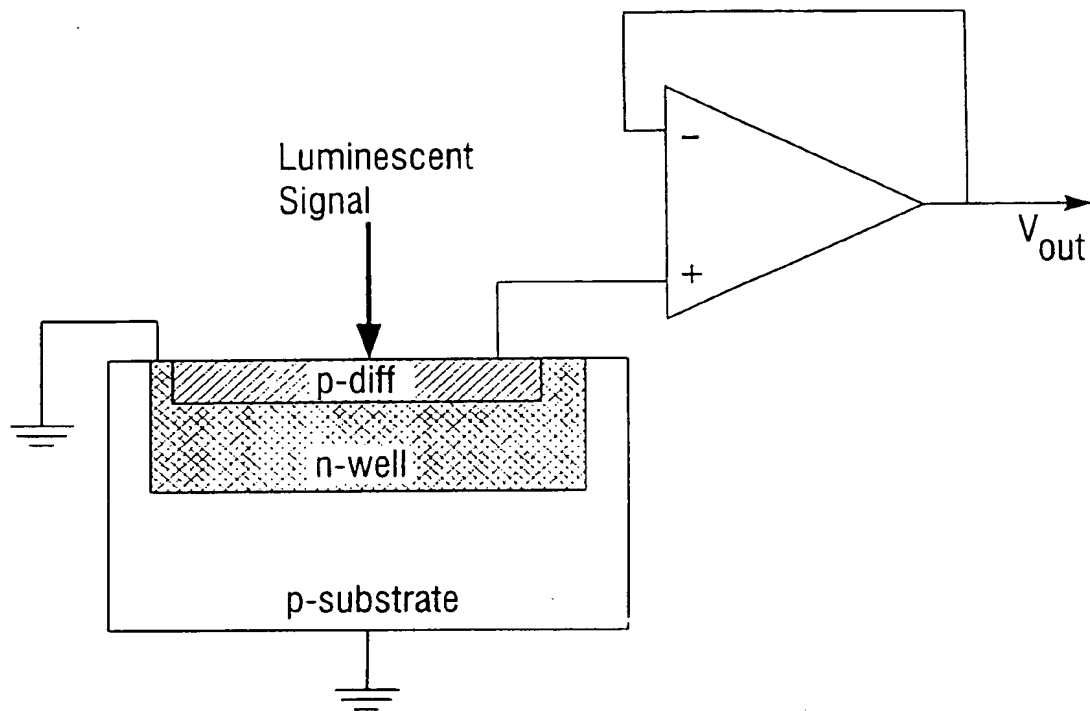 Luminescent
Signal
-
+
V out
p-diff
n-well
p-substrate